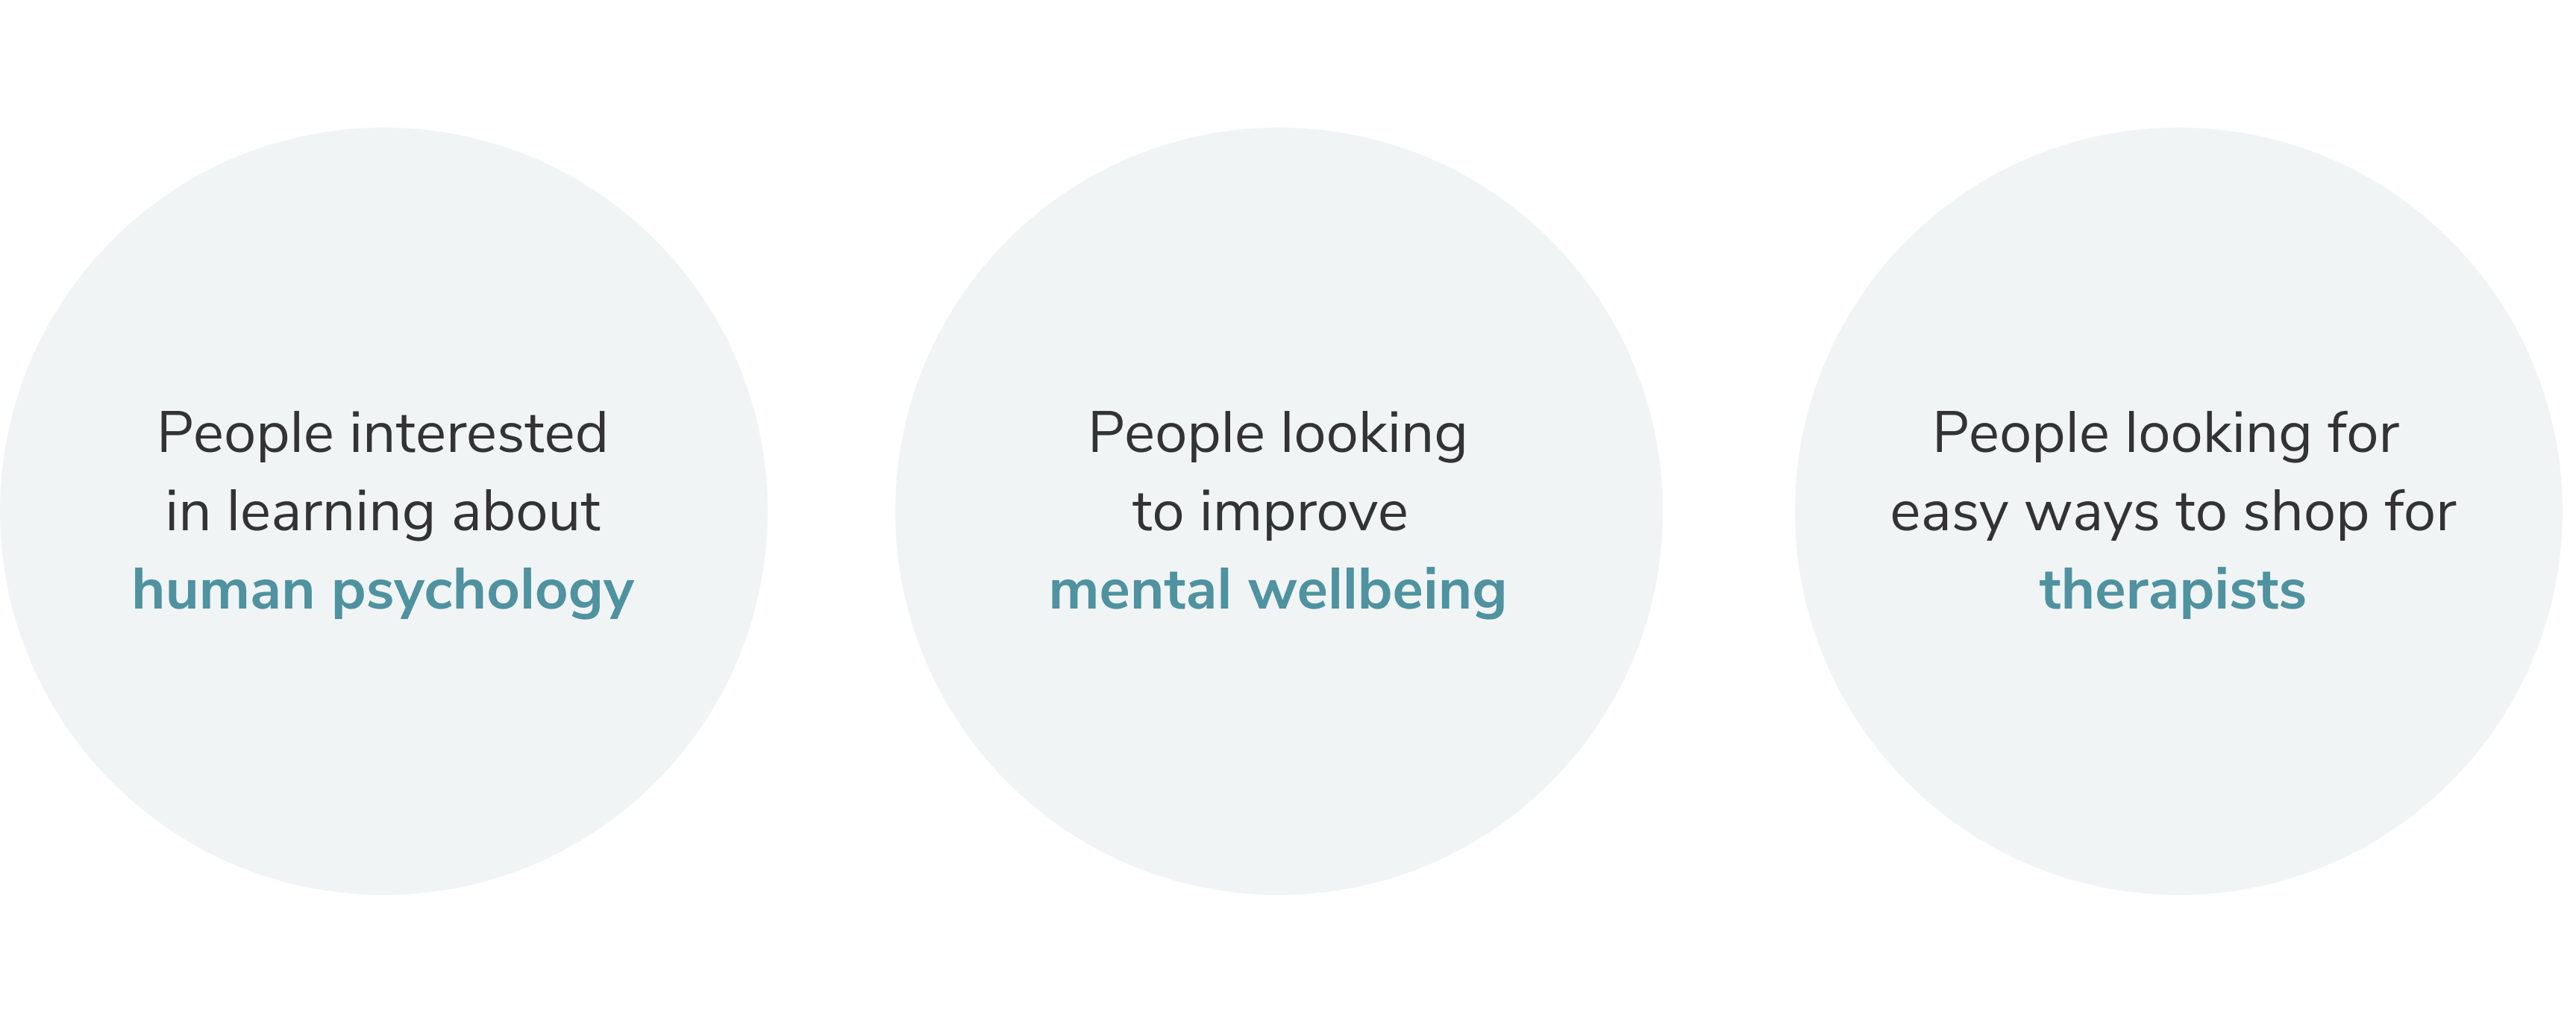 People interested
in learning about
human psychology
People looking
to improve
mental wellbeing
People looking for
easy ways to shop for
therapists